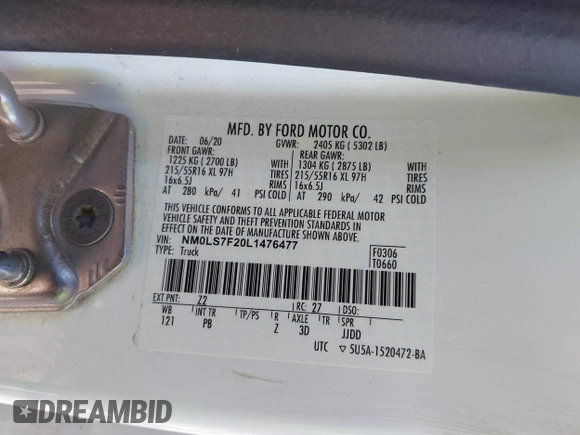 MFD. BY FORD MOTOR CO.
DATE: 06/20 GVWR: 2405 KG ( 5302 LB)
FRONT GAWR: REAR GAWR:
1225 KG ( 2700 LB) 1304 KG ( 2875 LB)
215/55R16 XL 97H TIRES 215/55R16 XL 97H TIRES
16x6.5J RIMS 16x6.5J RIMS
AT 280 kPa/ 41 PSI COLD AT 290 kPa/ 42 PSI COLD
THIS VEHICLE CONFORMS TO ALL APPLICABLE FEDERAL MOTOR
VEHICLE SAFETY AND THEFT PREVENTION STANDARDS IN
EFFECT ON THE DATE OF MANUFACTURE SHOWN ABOVE.
VIN: NM0LS7F20L1476477 F0306
TYPE: Truck T0660
EXT PNT: Z2 RC: 27 DSO:
WB INT TR TP/PS R AXLE TR SPR
121 PB Z 3D JJDD
UTC ▽ 5U5A-1520472-BA
DREAMBID